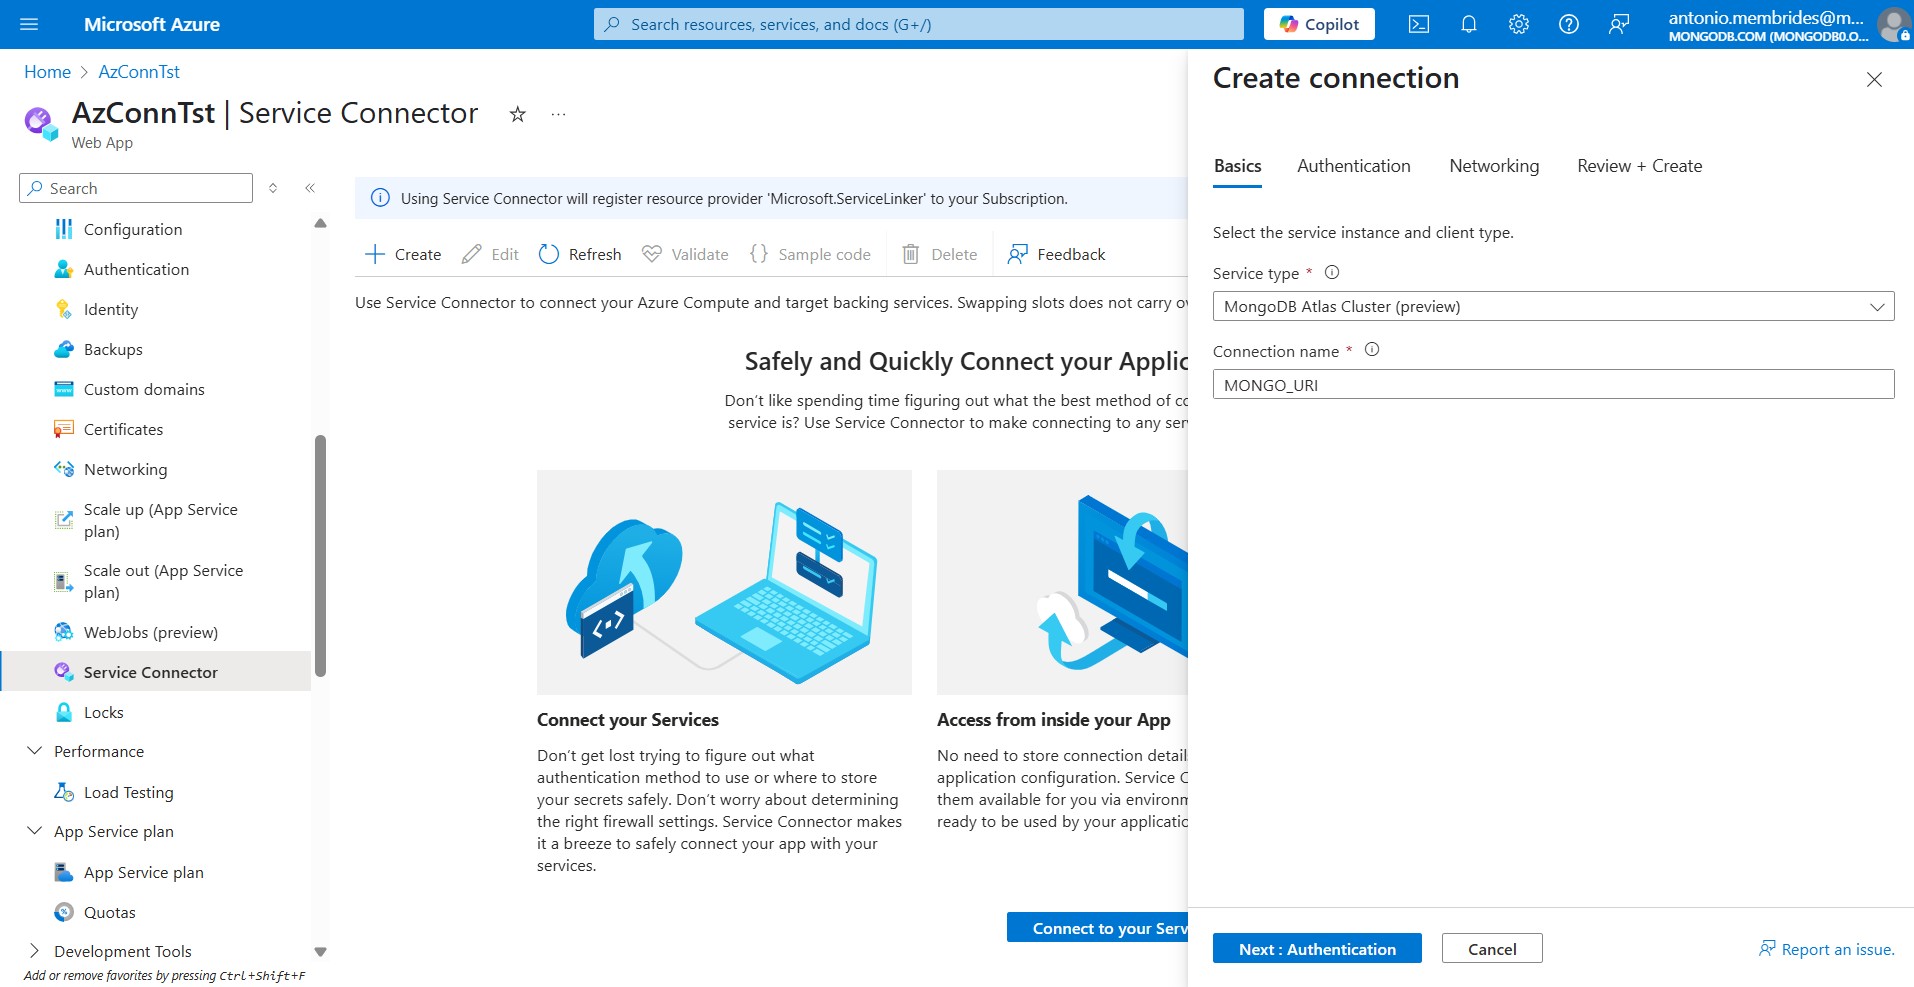 Microsoft Azure
Search resources, services, and docs (G+/)
Copilot
antonio.membrides@m...
MONGODB.COM (MONGODB0.O...
Home > AzConnTst
AzConnTst | Service Connector
Web App
Search
Configuration
Authentication
Identity
Backups
Custom domains
Certificates
Networking
Scale up (App Service
plan)
Scale out (App Service
plan)
WebJobs (preview)
Service Connector
Locks
Performance
Load Testing
App Service plan
App Service plan
Quotas
Development Tools
Add or remove favorites by pressing Ctrl+Shift+F
Using Service Connector will register resource provider 'Microsoft.ServiceLinker' to your Subscription.
Create Edit Refresh Validate Sample code Delete Feedback
Use Service Connector to connect your Azure Compute and target backing services. Swapping slots does not carry ov
Safely and Quickly Connect your Applic
Don't like spending time figuring out what the best method of co
service is? Use Service Connector to make connecting to any ser
Connect your Services
Don't get lost trying to figure out what
authentication method to use or where to store
your secrets safely. Don't worry about determining
the right firewall settings. Service Connector makes
it a breeze to safely connect your app with your
services.
Access from inside your App
No need to store connection detail
application configuration. Service C
them available for you via environm
ready to be used by your applicatio
Connect to your Serv
Create connection
Basics Authentication Networking Review + Create
Select the service instance and client type.
Service type *
MongoDB Atlas Cluster (preview)
Connection name *
MONGO_URI
Next : Authentication
Cancel
Report an issue.